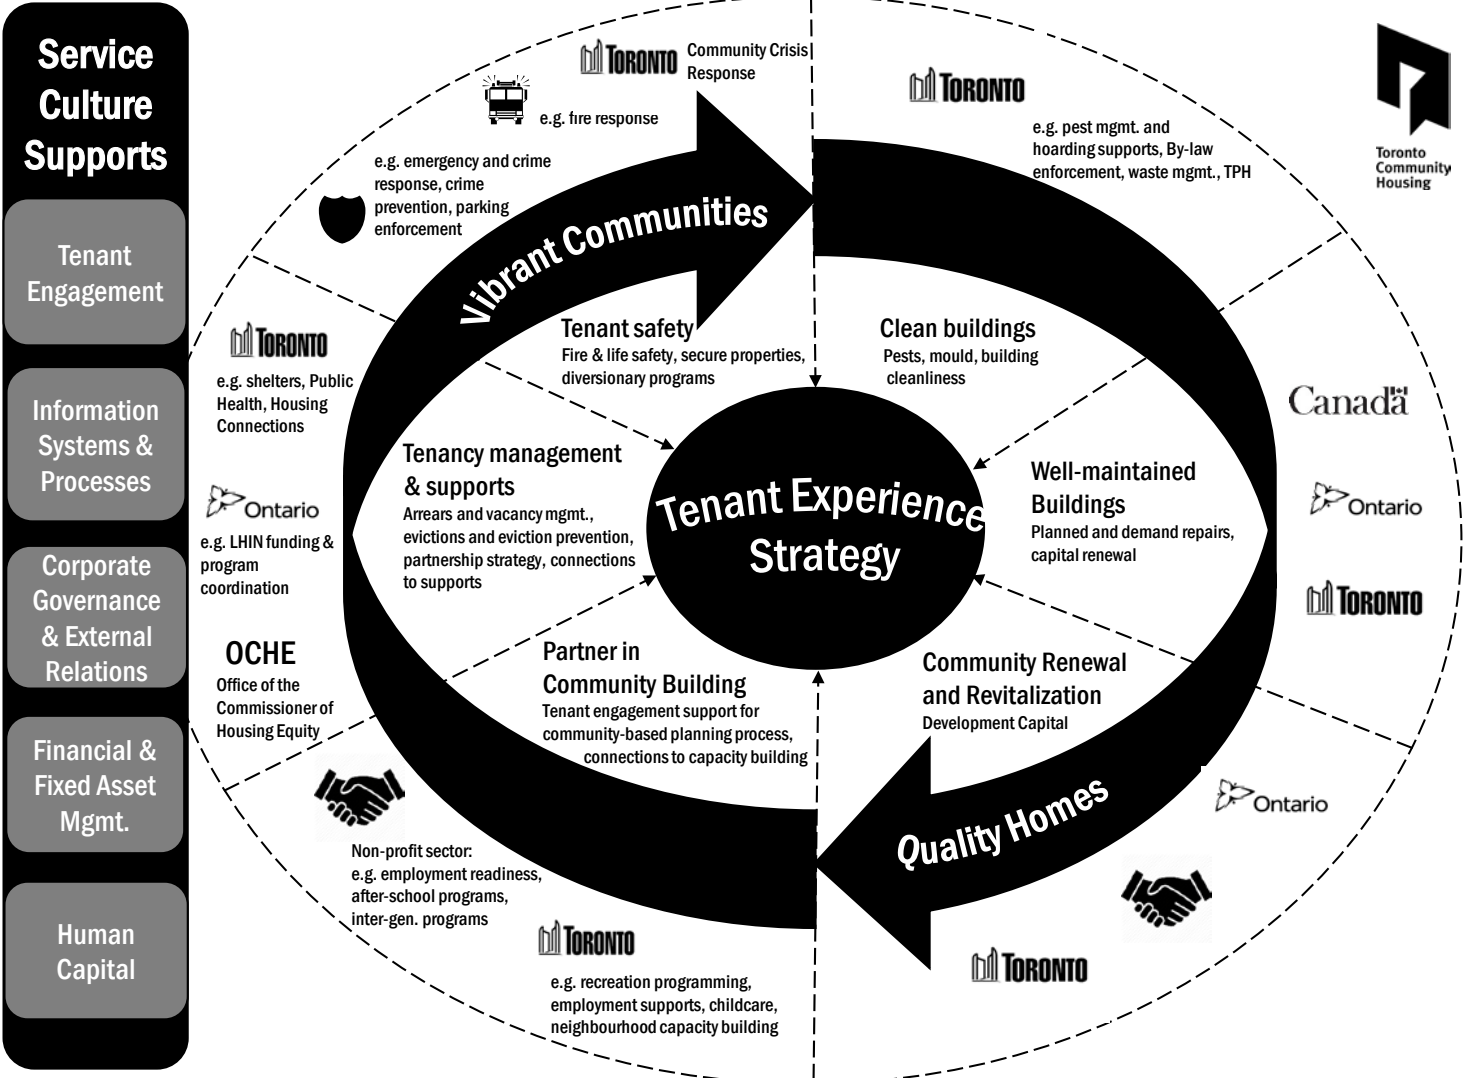 Service
Culture
Supports
Tenant
Engagement
Information
Systems &
Processes
Corporate
Governance
& External
Relations
Financial &
Fixed Asset
Mgmt.
Human
Capital
TORONTO
Community Crisis
Response
e.g. fire response
e.g. emergency and crime
response, crime
prevention, parking
enforcement
TORONTO
e.g. pest mgmt. and
hoarding supports, By-law
enforcement, waste mgmt., TPH
Toronto
Community
Housing
Vibrant Communities
Tenant safety
Fire & life safety, secure properties,
diversionary programs
Clean buildings
Pests, mould, building
cleanliness
TORONTO
e.g. shelters, Public
Health, Housing
Connections
Ontario
e.g. LHIN funding &
program
coordination
OCHE
Office of the
Commissioner of
Housing Equity
Tenancy management
& supports
Arrears and vacancy mgmt.,
evictions and eviction prevention,
partnership strategy, connections
to supports
Tenant Experience
Strategy
Well-maintained
Buildings
Planned and demand repairs,
capital renewal
Canada
Ontario
TORONTO
Partner in
Community Building
Tenant engagement support for
community-based planning process,
connections to capacity building
Community Renewal
and Revitalization
Development Capital
Quality Homes
Ontario
TORONTO
Non-profit sector:
e.g. employment readiness,
after-school programs,
inter-gen. programs
TORONTO
e.g. recreation programming,
employment supports, childcare,
neighbourhood capacity building